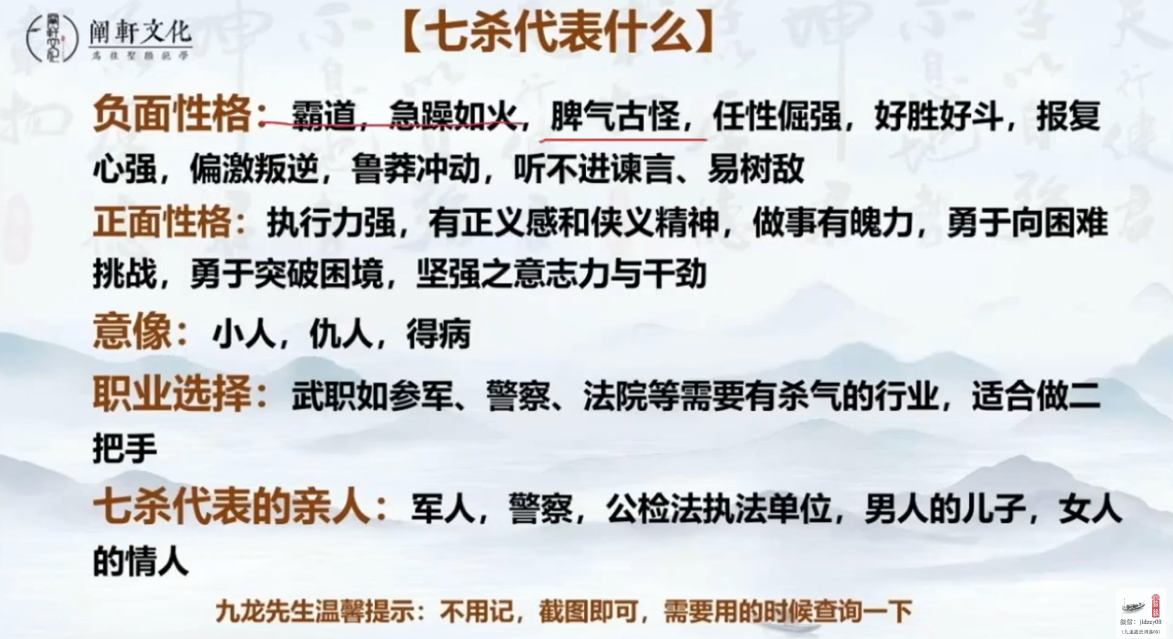 阐軒文化
為往聖繼絶學
【七杀代表什么】
负面性格：霸道，急躁如火，脾气古怪，任性倔强，好胜好斗，报复
心强，偏激叛逆，鲁莽冲动，听不进谏言、易树敌
正面性格：执行力强，有正义感和侠义精神，做事有魄力，勇于向困难
挑战，勇于突破困境，坚强之意志力与干劲
意像：小人，仇人，得病
职业选择：武职如参军、警察、法院等需要有杀气的行业，适合做二
把手
七杀代表的亲人：军人，警察，公检法执法单位，男人的儿子，女人
的情人
九龙先生温馨提示：不用记，截图即可，需要用的时候查询一下